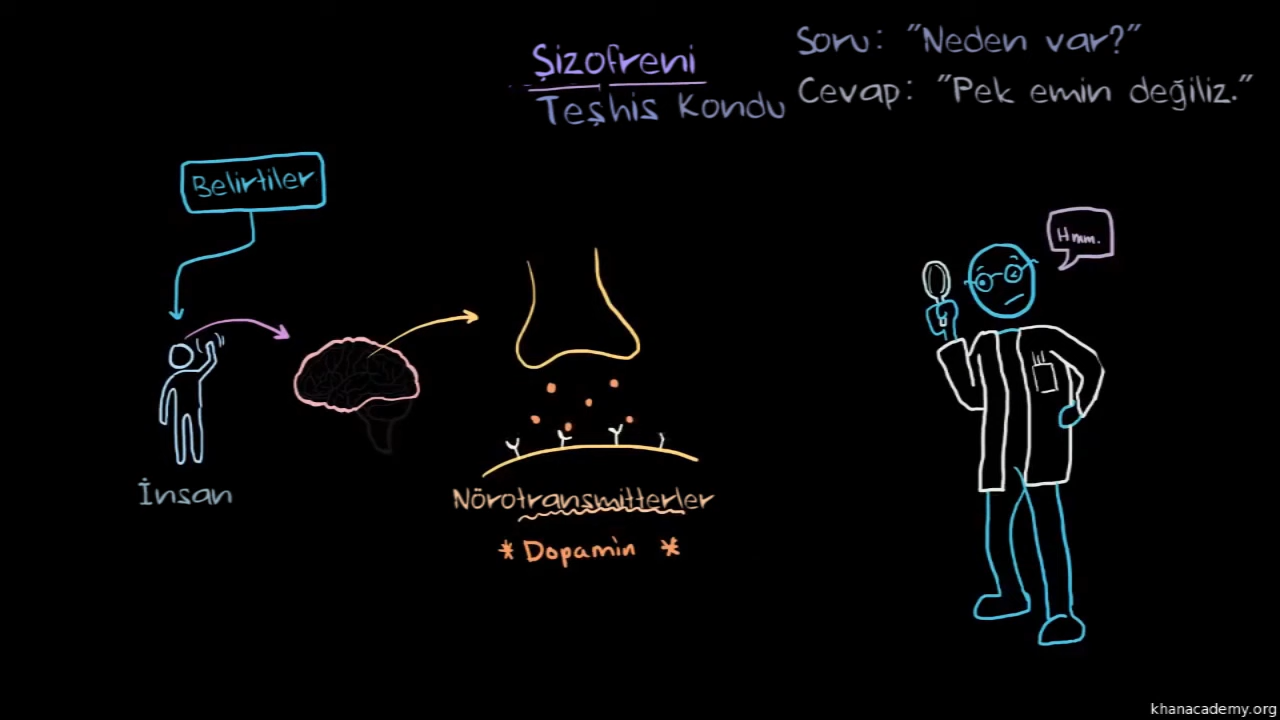 Şizofreni
Teşhis Kondu
Soru: "Neden var?"
Cevap: "Pek emin değiliz."
Belirtiler
Hmm.
İnsan
Nörotransmitterler
* Dopamin *
khanacademy.org